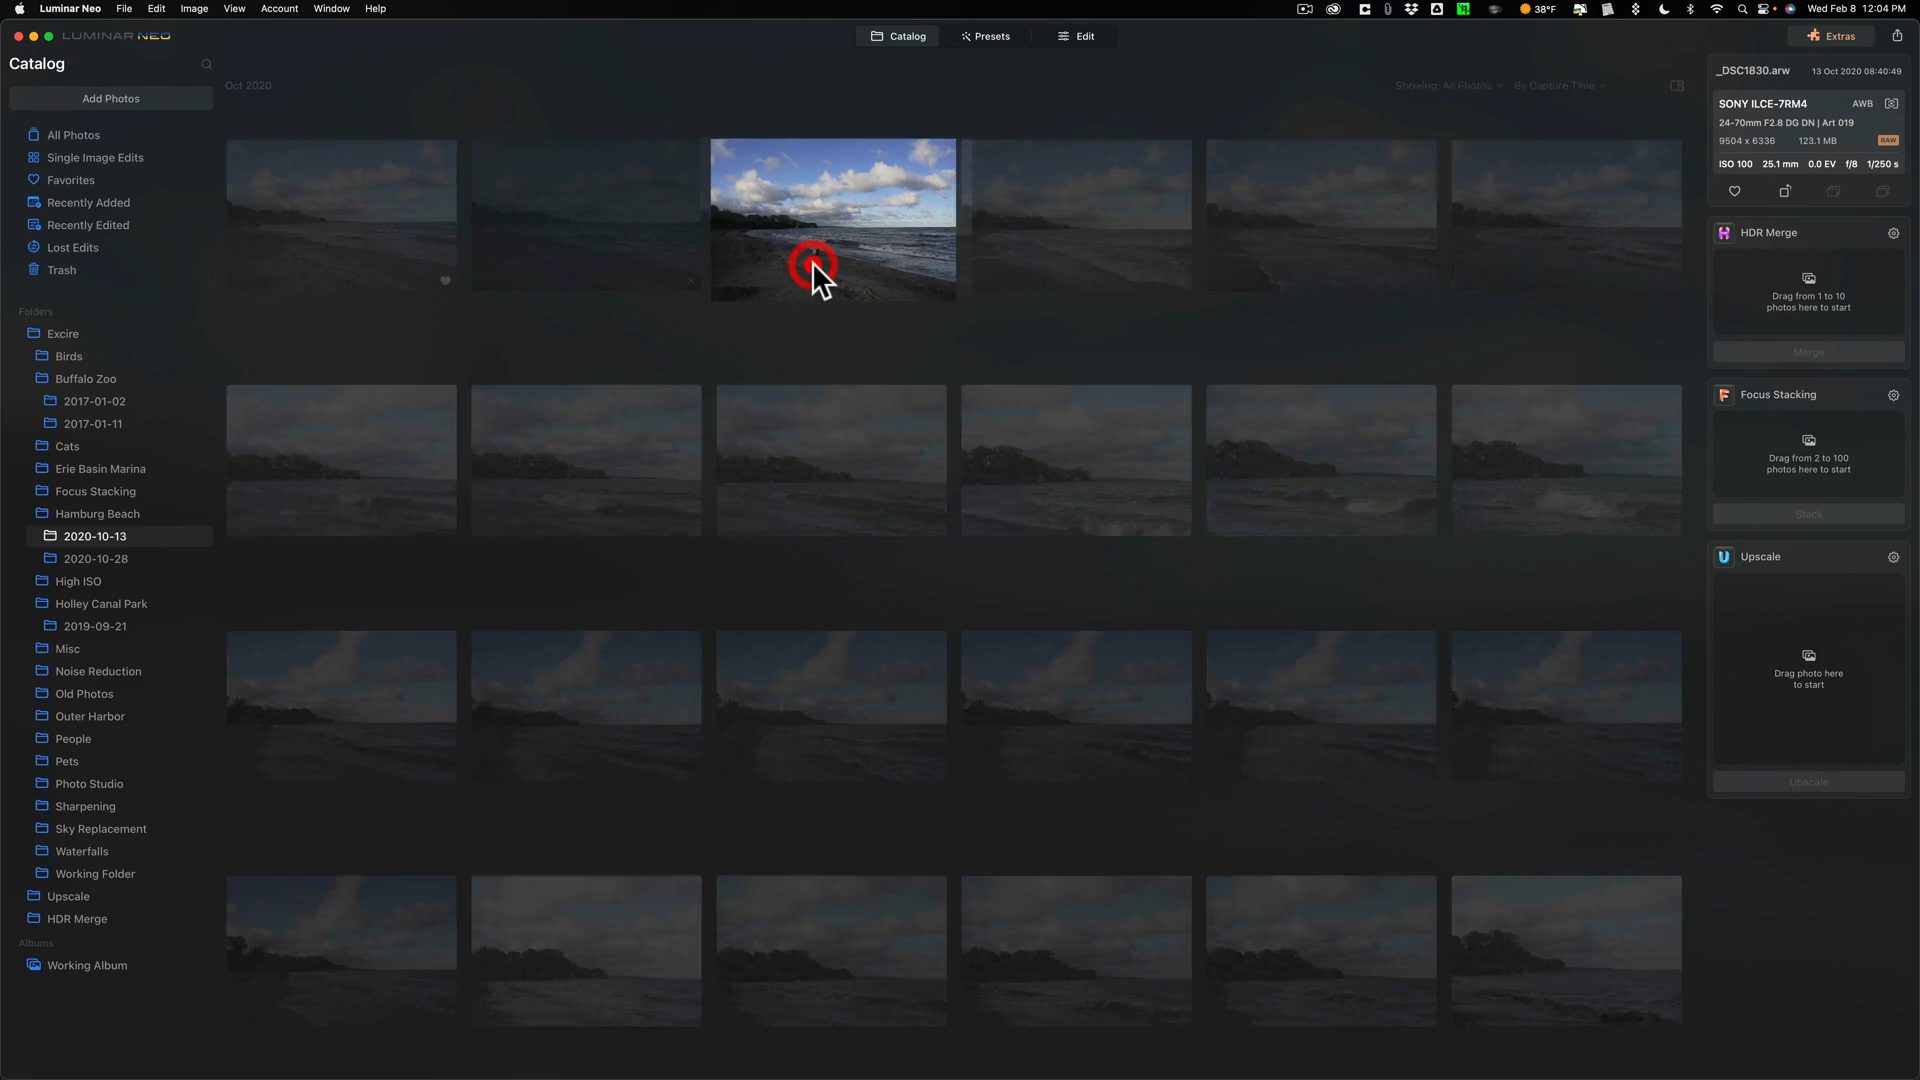 Luminar Neo File Edit Image View Account Window Help
38°F
Wed Feb 8 12:04 PM
LUMINAR NEO
Catalog Presets Edit
Extras
Catalog
Add Photos
All Photos
Single Image Edits
Favorites
Recently Added
Recently Edited
Lost Edits
Trash
Folders
Excire
Birds
Buffalo Zoo
2017-01-02
2017-01-11
Cats
Erie Basin Marina
Focus Stacking
Hamburg Beach
2020-10-13
2020-10-28
High ISO
Holley Canal Park
2019-09-21
Misc
Noise Reduction
Old Photos
Outer Harbor
People
Pets
Photo Studio
Sharpening
Sky Replacement
Waterfalls
Working Folder
Upscale
HDR Merge
Albums
Working Album
Oct 2020
Showing: All Photos By Capture Time
_DSC1830.arw 13 Oct 2020 08:40:49
SONY ILCE-7RM4 AWB
24-70mm F2.8 DG DN | Art 019
9504 x 6336 123.1 MB RAW
ISO 100 25.1 mm 0.0 EV f/8 1/250 s
HDR Merge
Drag from 1 to 10
photos here to start
Merge
Focus Stacking
Drag from 2 to 100
photos here to start
Stack
Upscale
Drag photo here
to start
Upscale